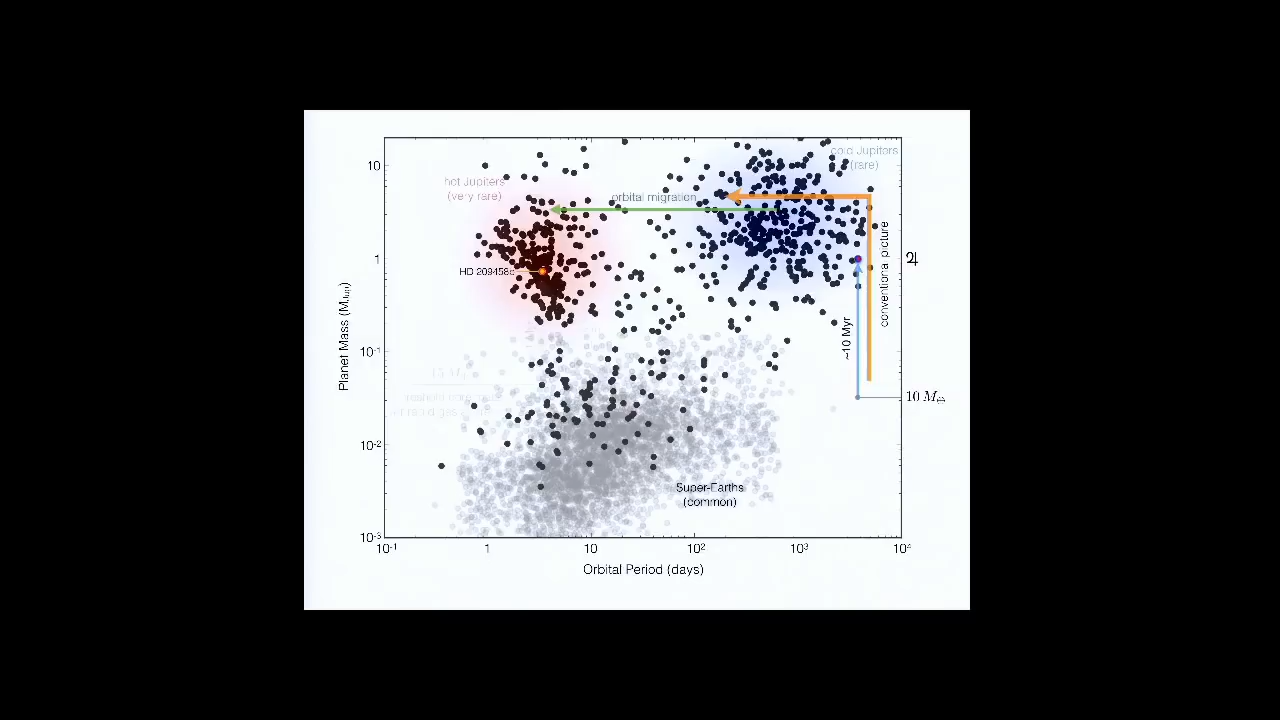 cold Jupiters
(rare)
hot Jupiters
(very rare)
orbital migration
HD 209458
conventional picture
~10 Myr
♃
10 M⊕
Super-Earths
(common)
Planet Mass (MJup)
10
1
10-1
10-2
10-3
10-1
1
10
10²
10³
10⁴
Orbital Period (days)